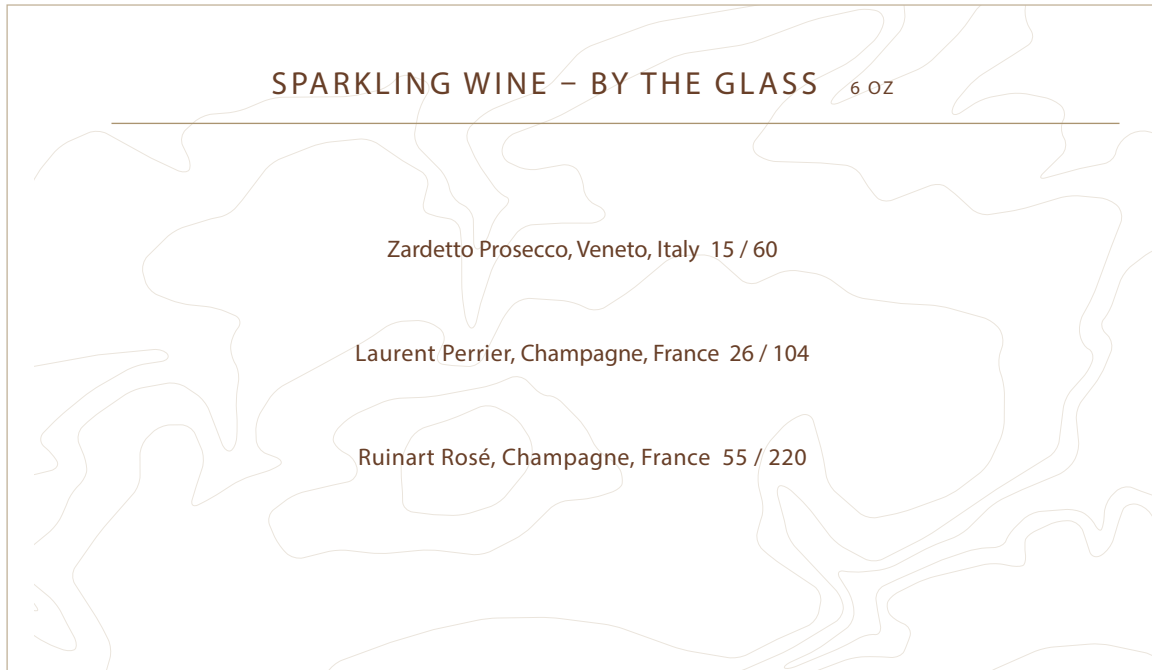 SPARKLING WINE – BY THE GLASS 6 OZ
Zardetto Prosecco, Veneto, Italy 15 / 60
Laurent Perrier, Champagne, France 26 / 104
Ruinart Rosé, Champagne, France 55 / 220